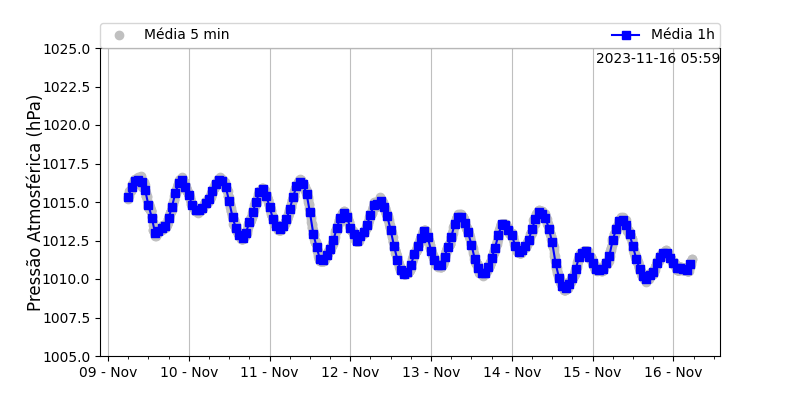 Média 5 min
Média 1h
2023-11-16 05:59
Pressão Atmosférica (hPa)
1025.0
1022.5
1020.0
1017.5
1015.0
1012.5
1010.0
1007.5
1005.0
09 - Nov
10 - Nov
11 - Nov
12 - Nov
13 - Nov
14 - Nov
15 - Nov
16 - Nov